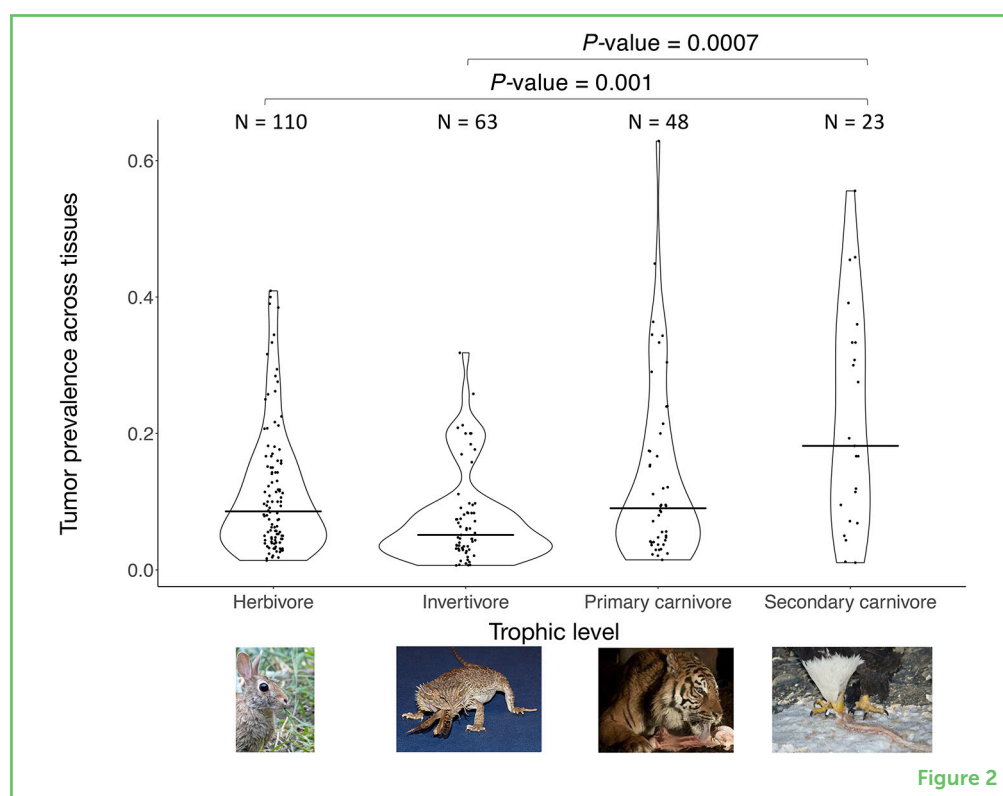 P-value = 0.0007
P-value = 0.001
N = 110
N = 63
N = 48
N = 23
Tumor prevalence across tissues
0.6
0.4
0.2
0.0
Herbivore
Invertivore
Primary carnivore
Secondary carnivore
Trophic level
Figure 2